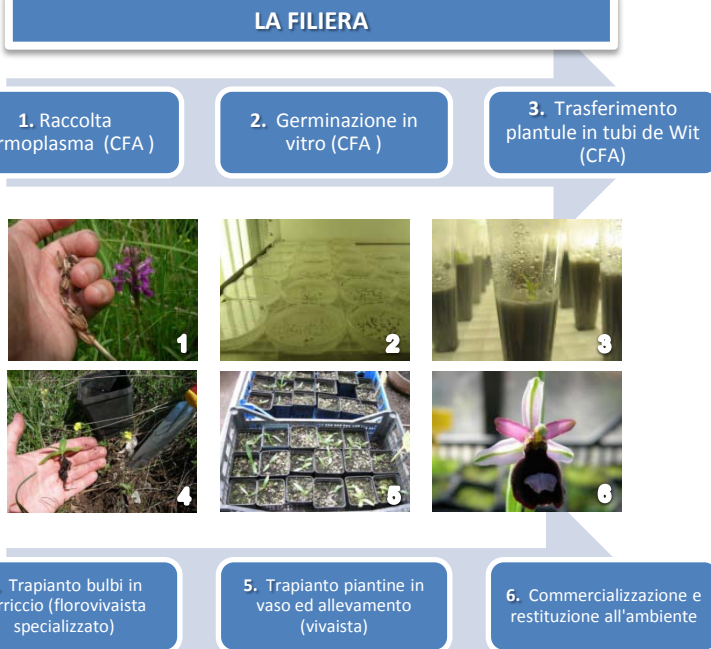 LA FILIERA
1. Raccolta
rmoplasma (CFA )
2. Germinazione in
vitro (CFA )
3. Trasferimento
plantule in tubi de Wit
(CFA)
1
2
3
4
5
6
Trapianto bulbi in
rriccio (florovivaista
specializzato)
5. Trapianto piantine in
vaso ed allevamento
(vivaista)
6. Commercializzazione e
restituzione all'ambiente